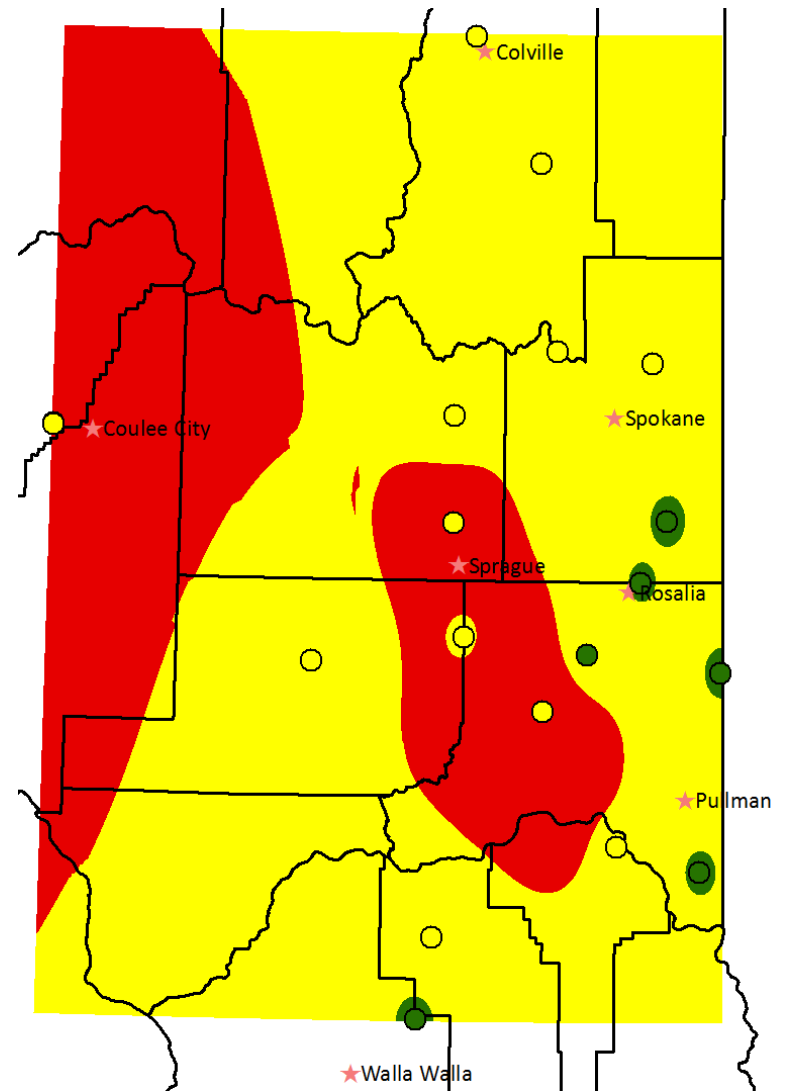 Colville
Spokane
Coulee City
Sprague
Rosalia
Pullman
Walla Walla